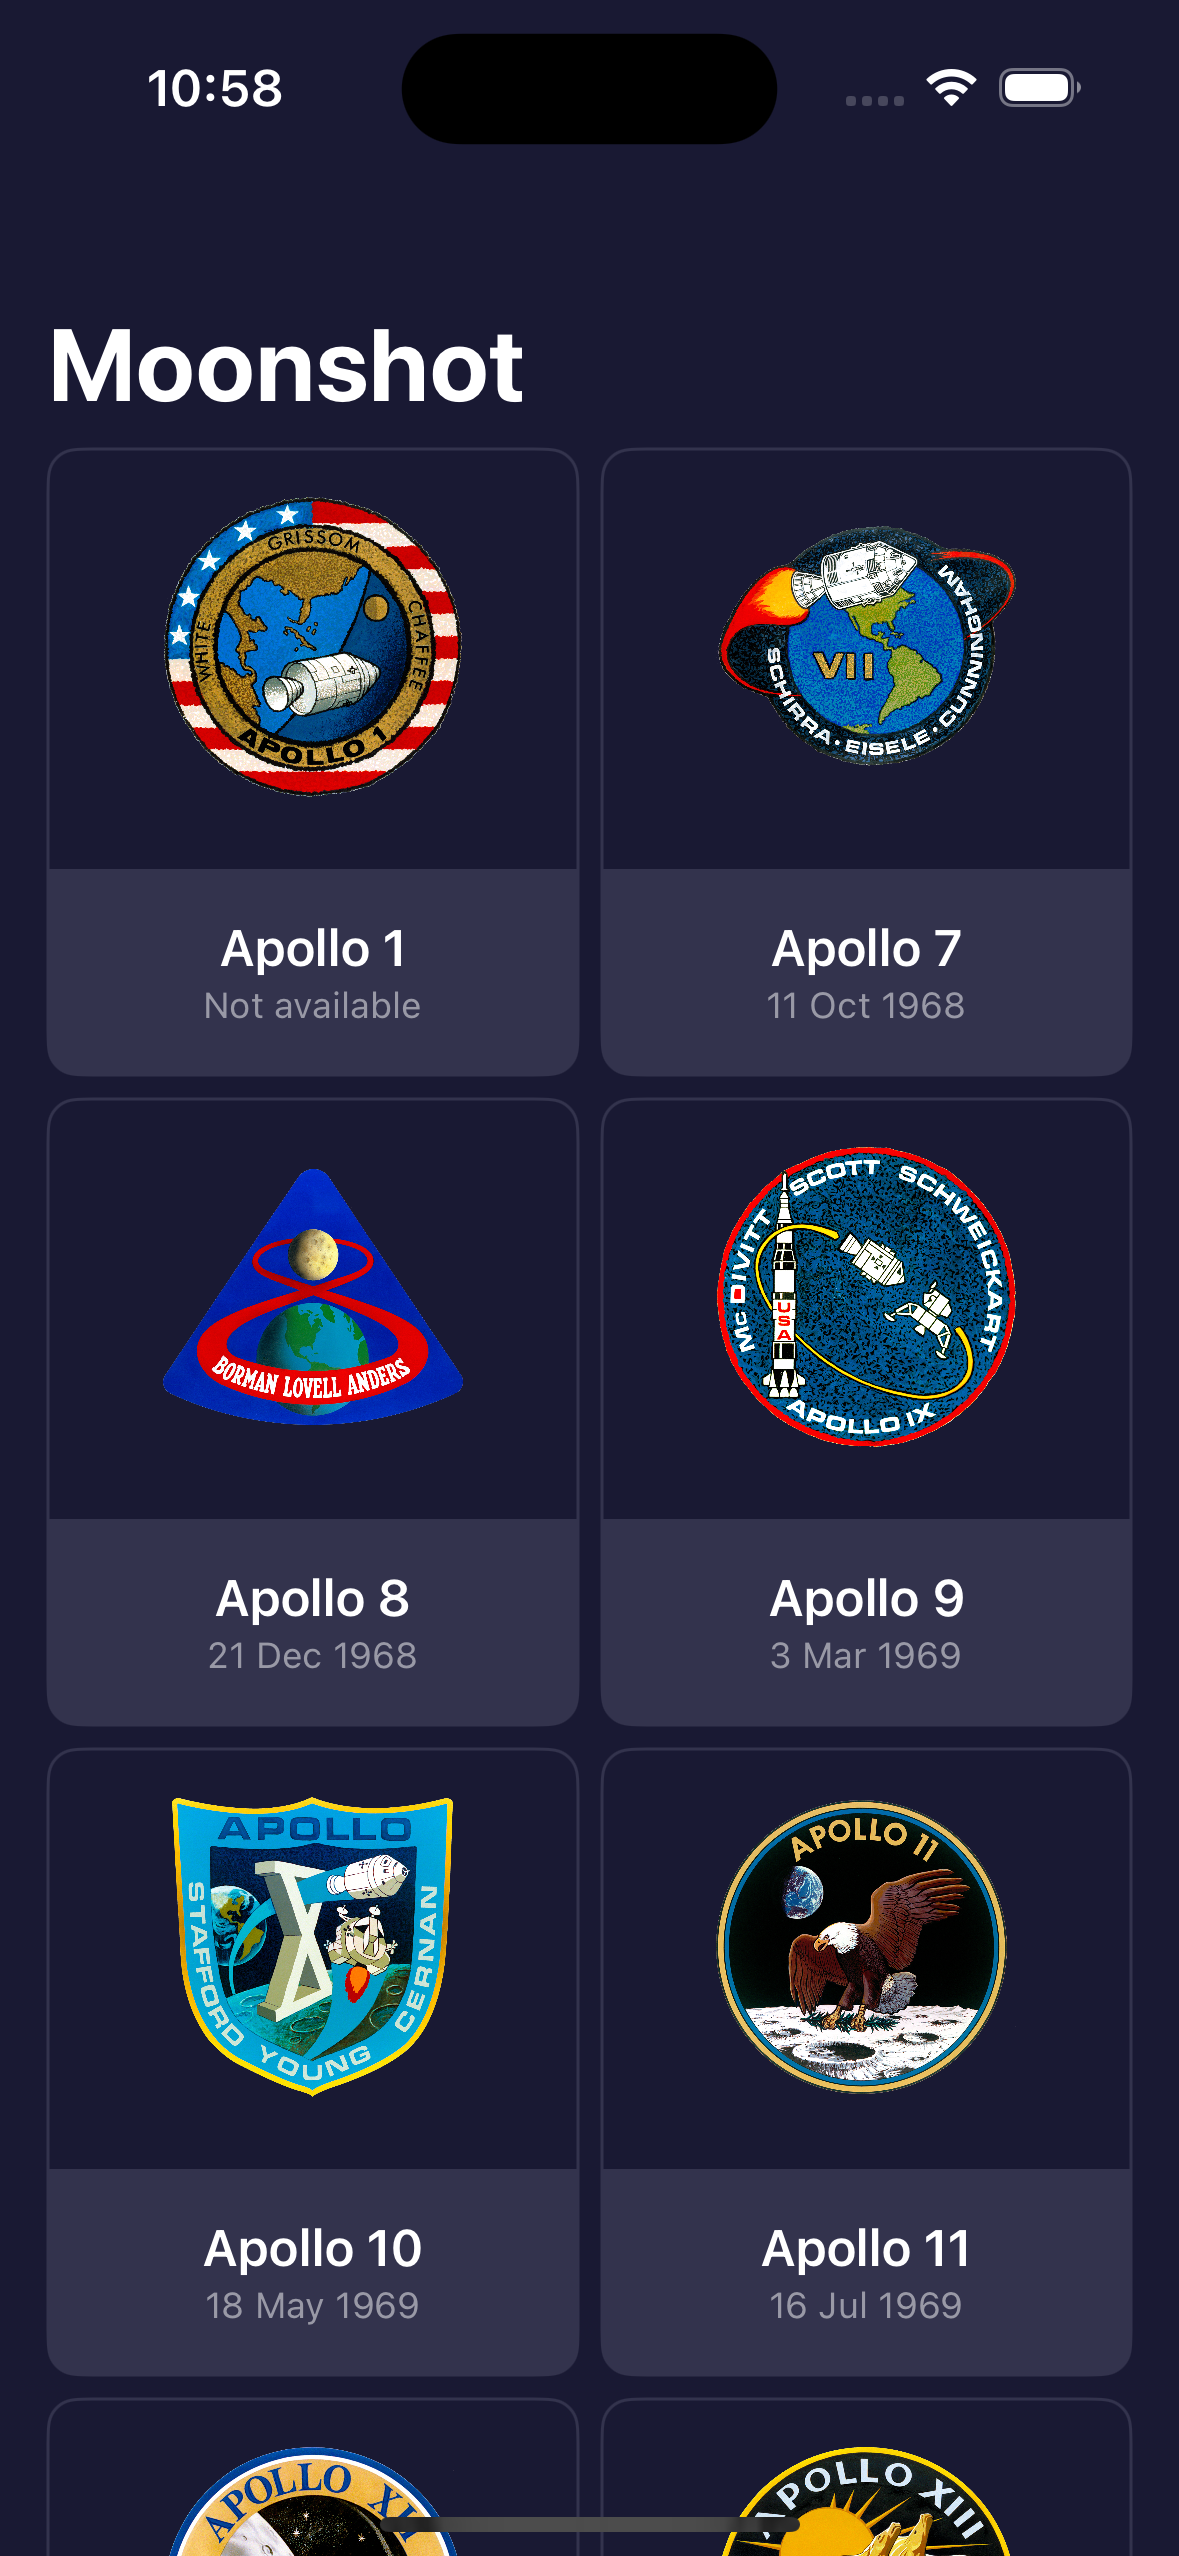 10:58
Moonshot
GRISSOM
WHITE
CHAFFEE
APOLLO 1
VII
SCHIRRA • EISELE • CUNNINGHAM
Apollo 1
Not available
Apollo 7
11 Oct 1968
BORMAN LOVELL ANDERS
McDIVITT SCOTT SCHWEICKART
USA
APOLLO IX
Apollo 8
21 Dec 1968
Apollo 9
3 Mar 1969
APOLLO
X
STAFFORD YOUNG CERNAN
APOLLO 11
Apollo 10
18 May 1969
Apollo 11
16 Jul 1969
APOLLO
APOLLO XIII